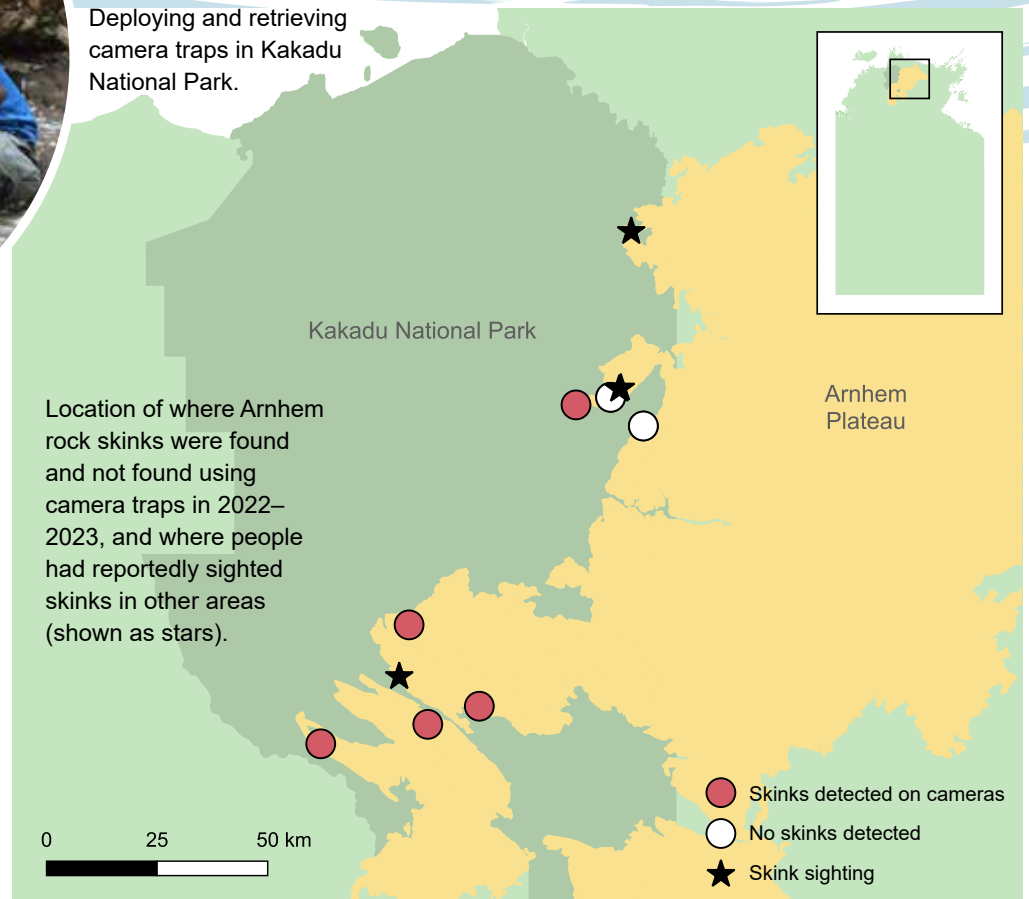 Deploying and retrieving
camera traps in Kakadu
National Park.
Kakadu National Park
Arnhem
Plateau
Location of where Arnhem
rock skinks were found
and not found using
camera traps in 2022–
2023, and where people
had reportedly sighted
skinks in other areas
(shown as stars).
Skinks detected on cameras
No skinks detected
Skink sighting
0 25 50 km